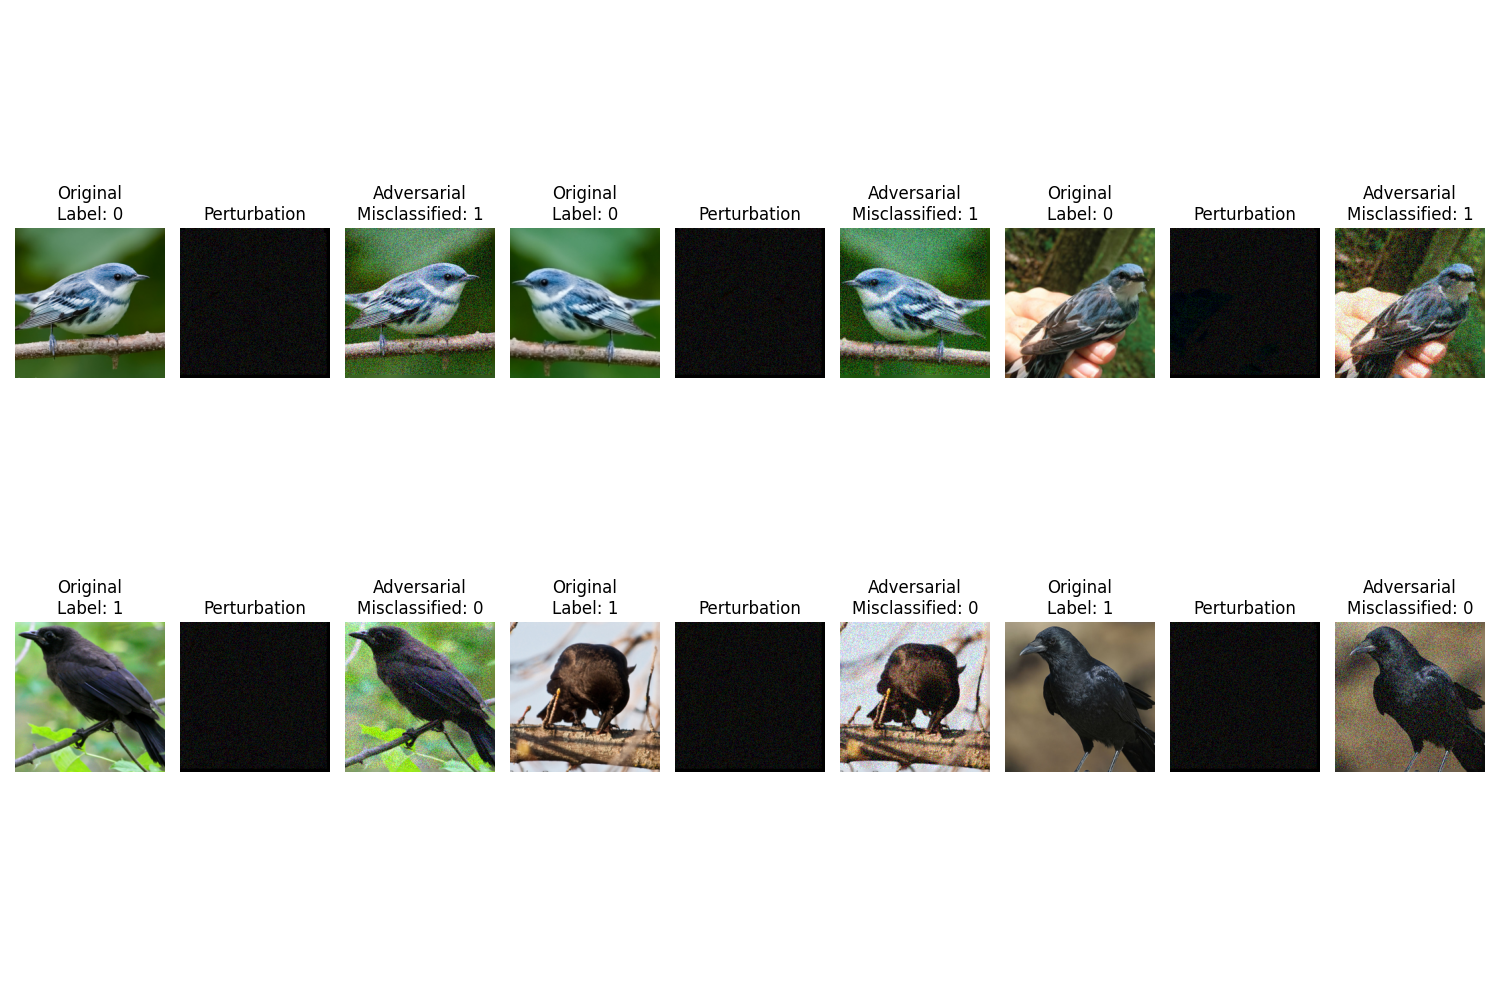 Original
Label: 0
Perturbation
Adversarial
Misclassified: 1
Original
Label: 0
Perturbation
Adversarial
Misclassified: 1
Original
Label: 0
Perturbation
Adversarial
Misclassified: 1
Original
Label: 1
Perturbation
Adversarial
Misclassified: 0
Original
Label: 1
Perturbation
Adversarial
Misclassified: 0
Original
Label: 1
Perturbation
Adversarial
Misclassified: 0